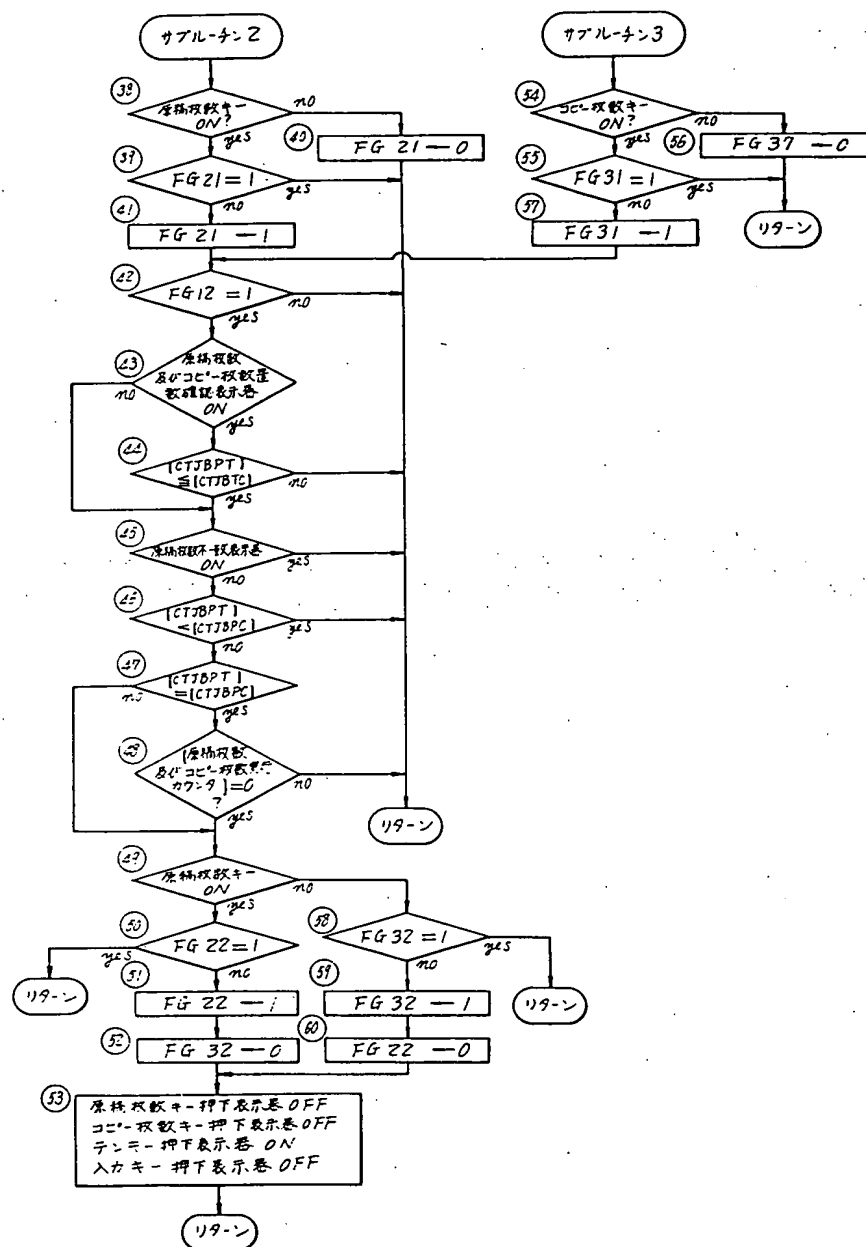 サブルーチン2
38
原稿枚数キー
ON?
no
yes
40
FG 21 — 0
39
FG21=1
yes
no
41
FG 21 — 1
サブルーチン3
54
コピー枚数キー
ON?
no
yes
56
FG 37 — 0
55
FG31=1
yes
no
57
FG31 — 1
リターン
42
FG12 = 1
no
yes
43
原稿枚数
及びコピー枚数置
数確認表示器
ON
no
yes
44
[CTJBPT]
≦[CTJBTC]
no
yes
45
原稿枚数不一致表示器
ON
yes
no
46
[CTJBPT]
<[CTJBPC]
yes
no
47
[CTJBPT]
=[CTJBPC]
no
yes
48
[原稿枚数
及びコピー枚数
カウンタ]=0
?
no
yes
リターン
49
原稿枚数キー
ON
no
yes
50
FG 22=1
yes
no
リターン
51
FG 22 — 1
52
FG 32 — 0
58
FG 32 = 1
yes
no
リターン
59
FG 32 — 1
60
FG 22 — 0
53
原稿枚数キー押下表示器 OFF
コピー枚数キー押下表示器 OFF
テンキー押下表示器 ON
入力キー押下表示器 OFF
リターン